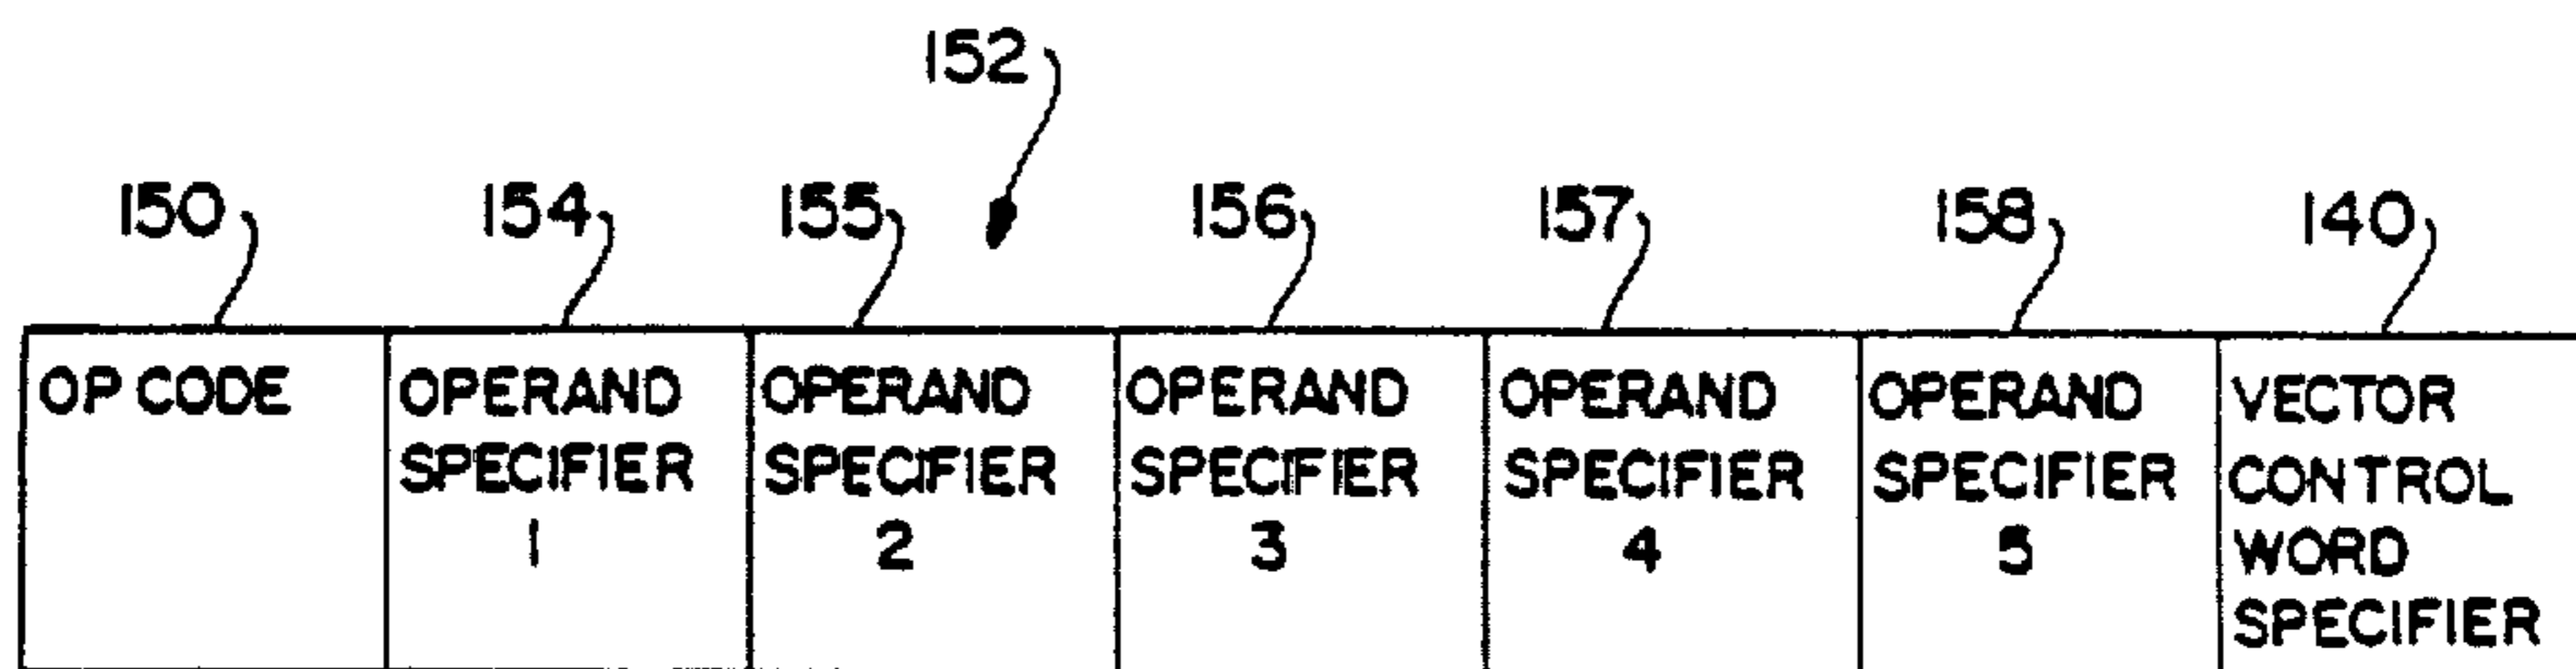 152
150 154 155 156 157 158 140
OP CODE
OPERAND
SPECIFIER
1
OPERAND
SPECIFIER
2
OPERAND
SPECIFIER
3
OPERAND
SPECIFIER
4
OPERAND
SPECIFIER
5
VECTOR
CONTROL
WORD
SPECIFIER